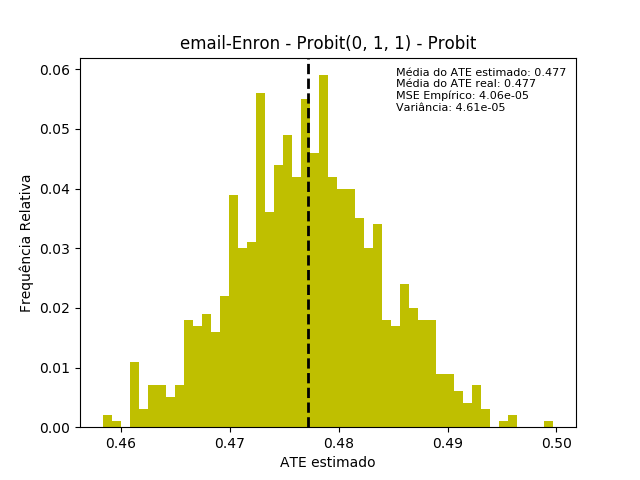 email-Enron - Probit(0, 1, 1) - Probit
Média do ATE estimado: 0.477
Média do ATE real: 0.477
MSE Empírico: 4.06e-05
Variância: 4.61e-05
Frequência Relativa
0.06
0.05
0.04
0.03
0.02
0.01
0.00
0.46 0.47 0.48 0.49 0.50
ATE estimado